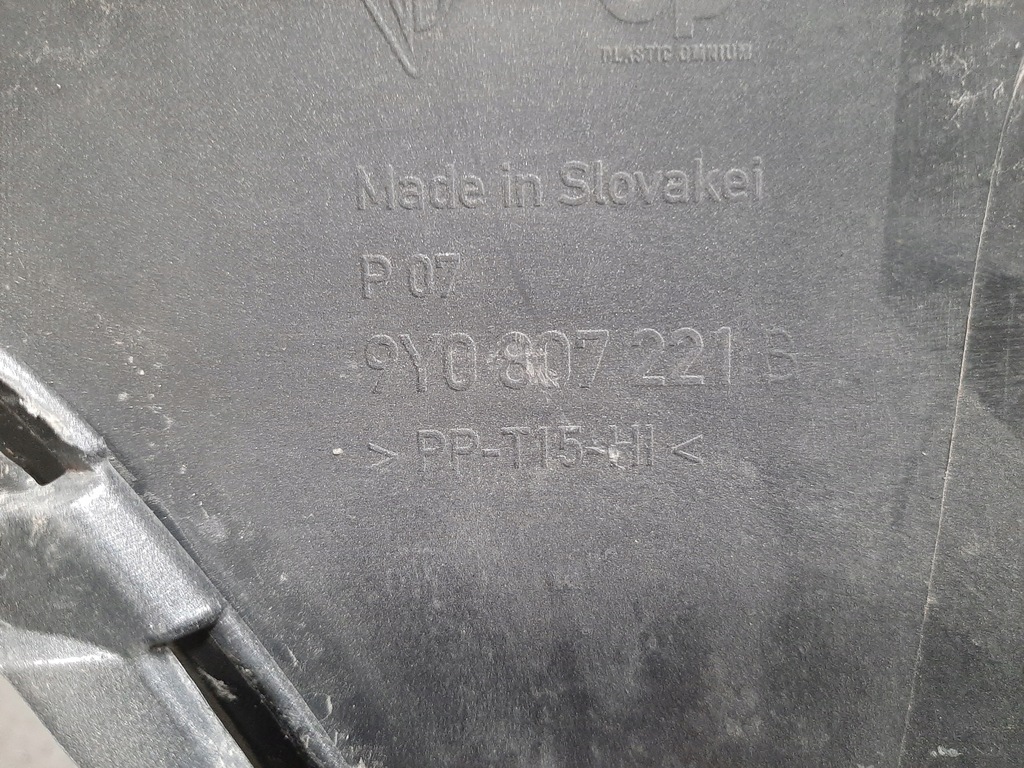 PLASTIC OMNIUM
Made in Slovakei
P 07
9Y0 807 221 B
> PP-T15-HI <